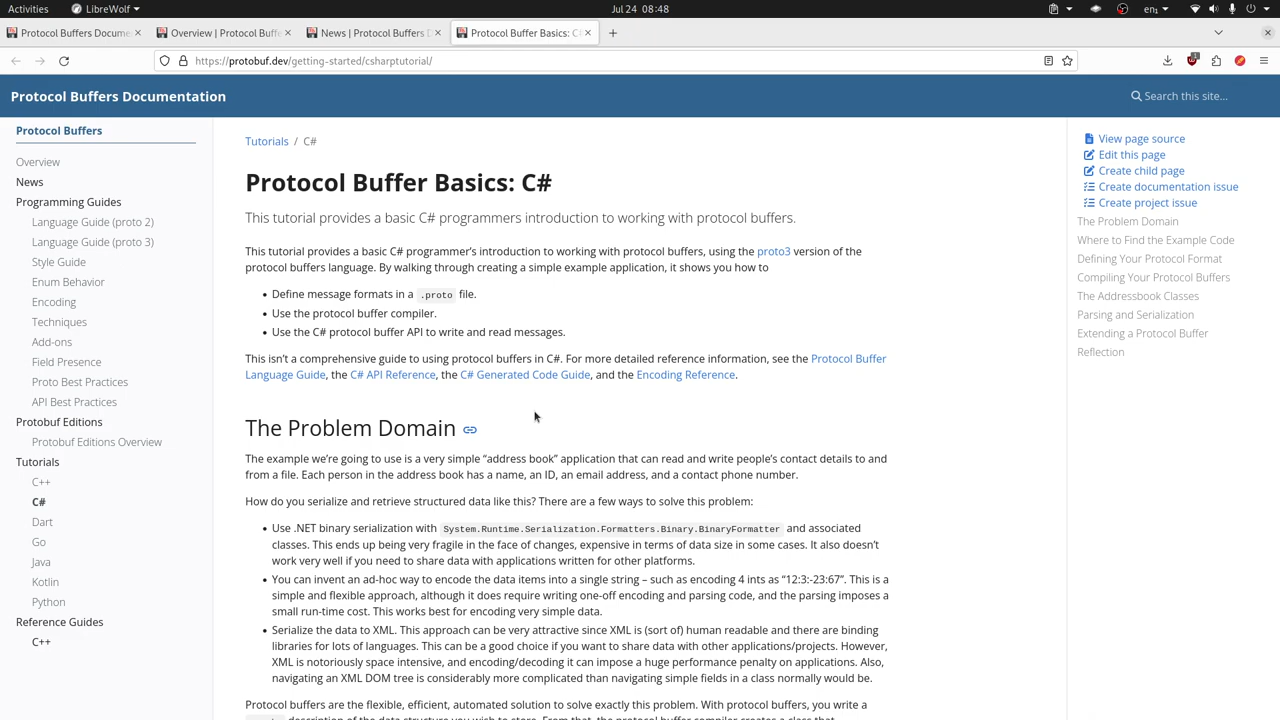 Activities
LibreWolf
Jul 24 08:48
en₁
Protocol Buffers Docume
Overview | Protocol Buff
News | Protocol Buffers D
Protocol Buffer Basics: C
https://protobuf.dev/getting-started/csharptutorial/
1
Protocol Buffers Documentation
Search this site…
Protocol Buffers
Overview
News
Programming Guides
Language Guide (proto 2)
Language Guide (proto 3)
Style Guide
Enum Behavior
Encoding
Techniques
Add-ons
Field Presence
Proto Best Practices
API Best Practices
Protobuf Editions
Protobuf Editions Overview
Tutorials
C++
C#
Dart
Go
Java
Kotlin
Python
Reference Guides
C++
Tutorials / C#
Protocol Buffer Basics: C#
This tutorial provides a basic C# programmers introduction to working with protocol buffers.
This tutorial provides a basic C# programmer’s introduction to working with protocol buffers, using the proto3 version of the
protocol buffers language. By walking through creating a simple example application, it shows you how to
• Define message formats in a .proto file.
• Use the protocol buffer compiler.
• Use the C# protocol buffer API to write and read messages.
This isn’t a comprehensive guide to using protocol buffers in C#. For more detailed reference information, see the Protocol Buffer
Language Guide, the C# API Reference, the C# Generated Code Guide, and the Encoding Reference.
The Problem Domain
The example we’re going to use is a very simple “address book” application that can read and write people’s contact details to and
from a file. Each person in the address book has a name, an ID, an email address, and a contact phone number.
How do you serialize and retrieve structured data like this? There are a few ways to solve this problem:
• Use .NET binary serialization with System.Runtime.Serialization.Formatters.Binary.BinaryFormatter and associated
classes. This ends up being very fragile in the face of changes, expensive in terms of data size in some cases. It also doesn’t
work very well if you need to share data with applications written for other platforms.
• You can invent an ad-hoc way to encode the data items into a single string – such as encoding 4 ints as “12:3:-23:67”. This is a
simple and flexible approach, although it does require writing one-off encoding and parsing code, and the parsing imposes a
small run-time cost. This works best for encoding very simple data.
• Serialize the data to XML. This approach can be very attractive since XML is (sort of) human readable and there are binding
libraries for lots of languages. This can be a good choice if you want to share data with other applications/projects. However,
XML is notoriously space intensive, and encoding/decoding it can impose a huge performance penalty on applications. Also,
navigating an XML DOM tree is considerably more complicated than navigating simple fields in a class normally would be.
Protocol buffers are the flexible, efficient, automated solution to solve exactly this problem. With protocol buffers, you write a
description of the data structure you wish to store. From that, the protocol buffer compiler creates a class that
View page source
Edit this page
Create child page
Create documentation issue
Create project issue
The Problem Domain
Where to Find the Example Code
Defining Your Protocol Format
Compiling Your Protocol Buffers
The Addressbook Classes
Parsing and Serialization
Extending a Protocol Buffer
Reflection